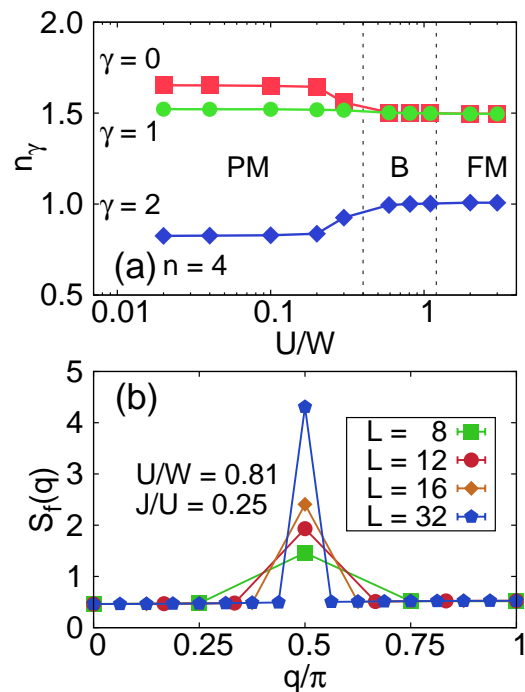 2.0
γ = 0
1.5
γ = 1
n_γ
PM
B
FM
1.0
γ = 2
(a)
n = 4
0.5
0.01
0.1
1
U/W
5
(b)
4
L = 8
U/W = 0.81
L = 12
3
J/U = 0.25
L = 16
S_f(q)
L = 32
2
1
0
0
0.25
0.5
0.75
1
q/π